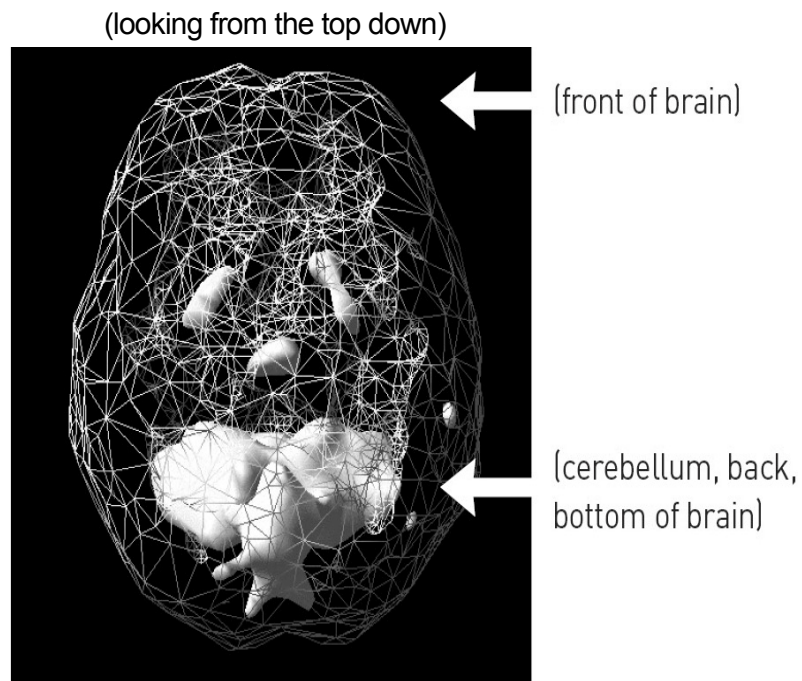 (looking from the top down)
(front of brain)
(cerebellum, back,
bottom of brain)